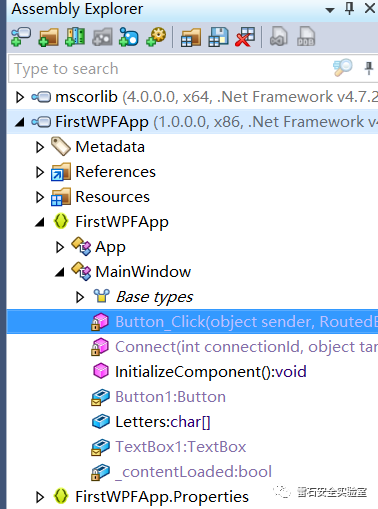 Assembly Explorer
Type to search
mscorlib (4.0.0.0, x64, .Net Framework v4.7.2
FirstWPFApp (1.0.0.0, x86, .Net Framework v4
Metadata
References
Resources
FirstWPFApp
App
MainWindow
Base types
Button_Click(object sender, RoutedE
Connect(int connectionId, object tar
InitializeComponent():void
Button1:Button
Letters:char[]
TextBox1:TextBox
_contentLoaded:bool
FirstWPFApp.Properties
雷石安全实验室